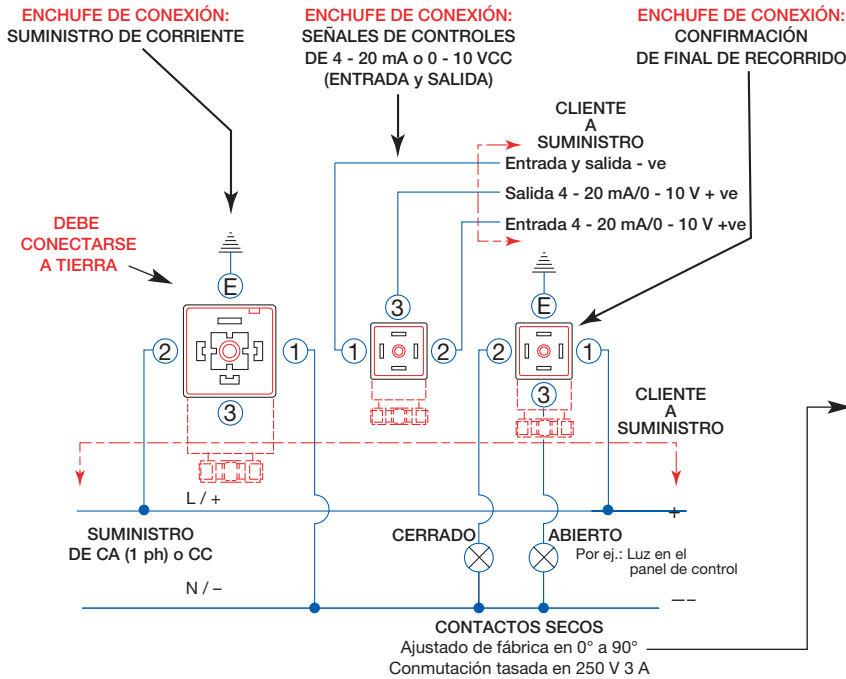 ENCHUFE DE CONEXIÓN:
SUMINISTRO DE CORRIENTE
ENCHUFE DE CONEXIÓN:
SEÑALES DE CONTROLES
DE 4 - 20 mA o 0 - 10 VCC
(ENTRADA y SALIDA)
ENCHUFE DE CONEXIÓN:
CONFIRMACIÓN
DE FINAL DE RECORRIDO
CLIENTE
A
SUMINISTRO
Entrada y salida - ve
Salida 4 - 20 mA/0 - 10 V + ve
Entrada 4 - 20 mA/0 - 10 V +ve
DEBE
CONECTARSE
A TIERRA
E
2
1
3
3
1
2
E
2
1
3
CLIENTE
A
SUMINISTRO
L / +
+
SUMINISTRO
DE CA (1 ph) o CC
CERRADO
ABIERTO
Por ej.: Luz en el
panel de control
N / –
––
CONTACTOS SECOS
Ajustado de fábrica en 0° a 90°
Conmutación tasada en 250 V 3 A